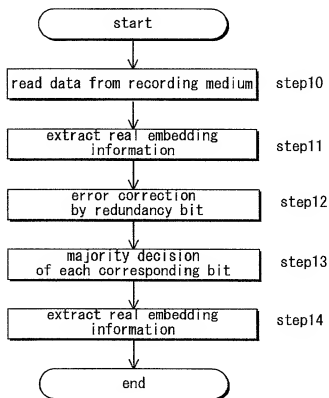 start
read data from recording medium step10
extract real embedding
information step11
error correction
by redundancy bit step12
majority decision
of each corresponding bit step13
extract real embedding
information step14
end